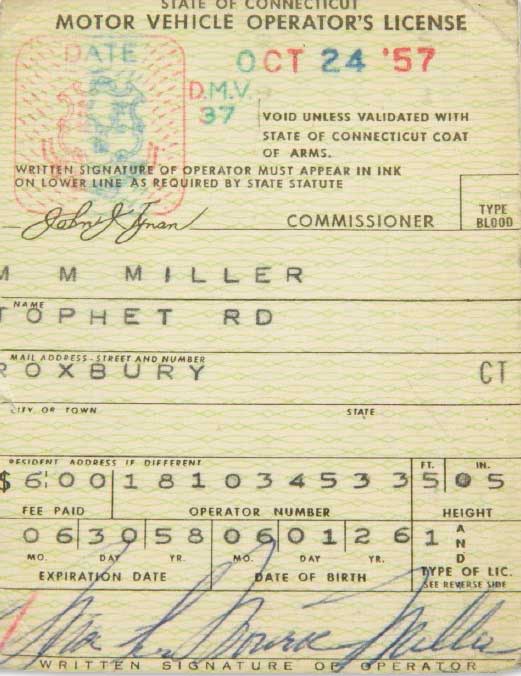 STATE OF CONNECTICUT
MOTOR VEHICLE OPERATOR'S LICENSE
DATE OCT 24 '57
D.M.V.
37
VOID UNLESS VALIDATED WITH
STATE OF CONNECTICUT COAT
OF ARMS.
WRITTEN SIGNATURE OF OPERATOR MUST APPEAR IN INK
ON LOWER LINE AS REQUIRED BY STATE STATUTE
TYPE
BLOOD
John J Tynan COMMISSIONER
M M MILLER
NAME
TOPHET RD
MAIL ADDRESS-STREET AND NUMBER
ROXBURY CT
CITY OR TOWN STATE
RESIDENT ADDRESS IF DIFFERENT FT. IN.
$6.00 1810345335 5 05
FEE PAID OPERATOR NUMBER HEIGHT
06 30 58 06 01 26 1 AND
MO. DAY YR. MO. DAY YR.
EXPIRATION DATE DATE OF BIRTH TYPE OF LIC.
SEE REVERSE SIDE
Monroe Miller
WRITTEN SIGNATURE OF OPERATOR